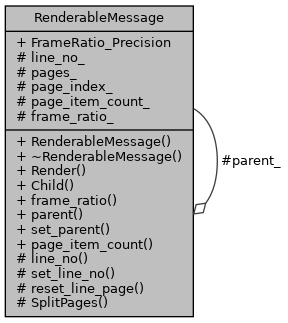 RenderableMessage
+ FrameRatio_Precision
# line_no_
# pages_
# page_index_
# page_item_count_
# frame_ratio_
+ RenderableMessage()
+ ~RenderableMessage()
+ Render()
+ Child()
+ frame_ratio()
+ parent()
+ set_parent()
+ page_item_count()
# line_no()
# set_line_no()
# reset_line_page()
# SplitPages()
#parent_